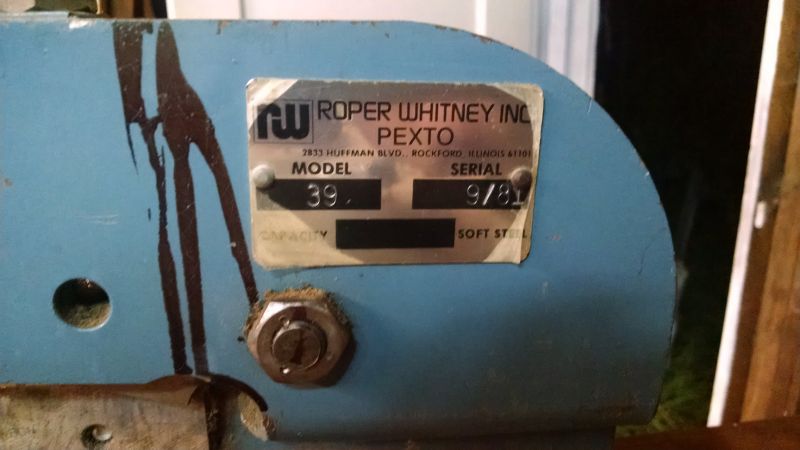 rw ROPER WHITNEY INC
PEXTO
2833 HUFFMAN BLVD., ROCKFORD, ILLINOIS 61101
MODEL SERIAL
39 9/81
CAPACITY SOFT STEEL